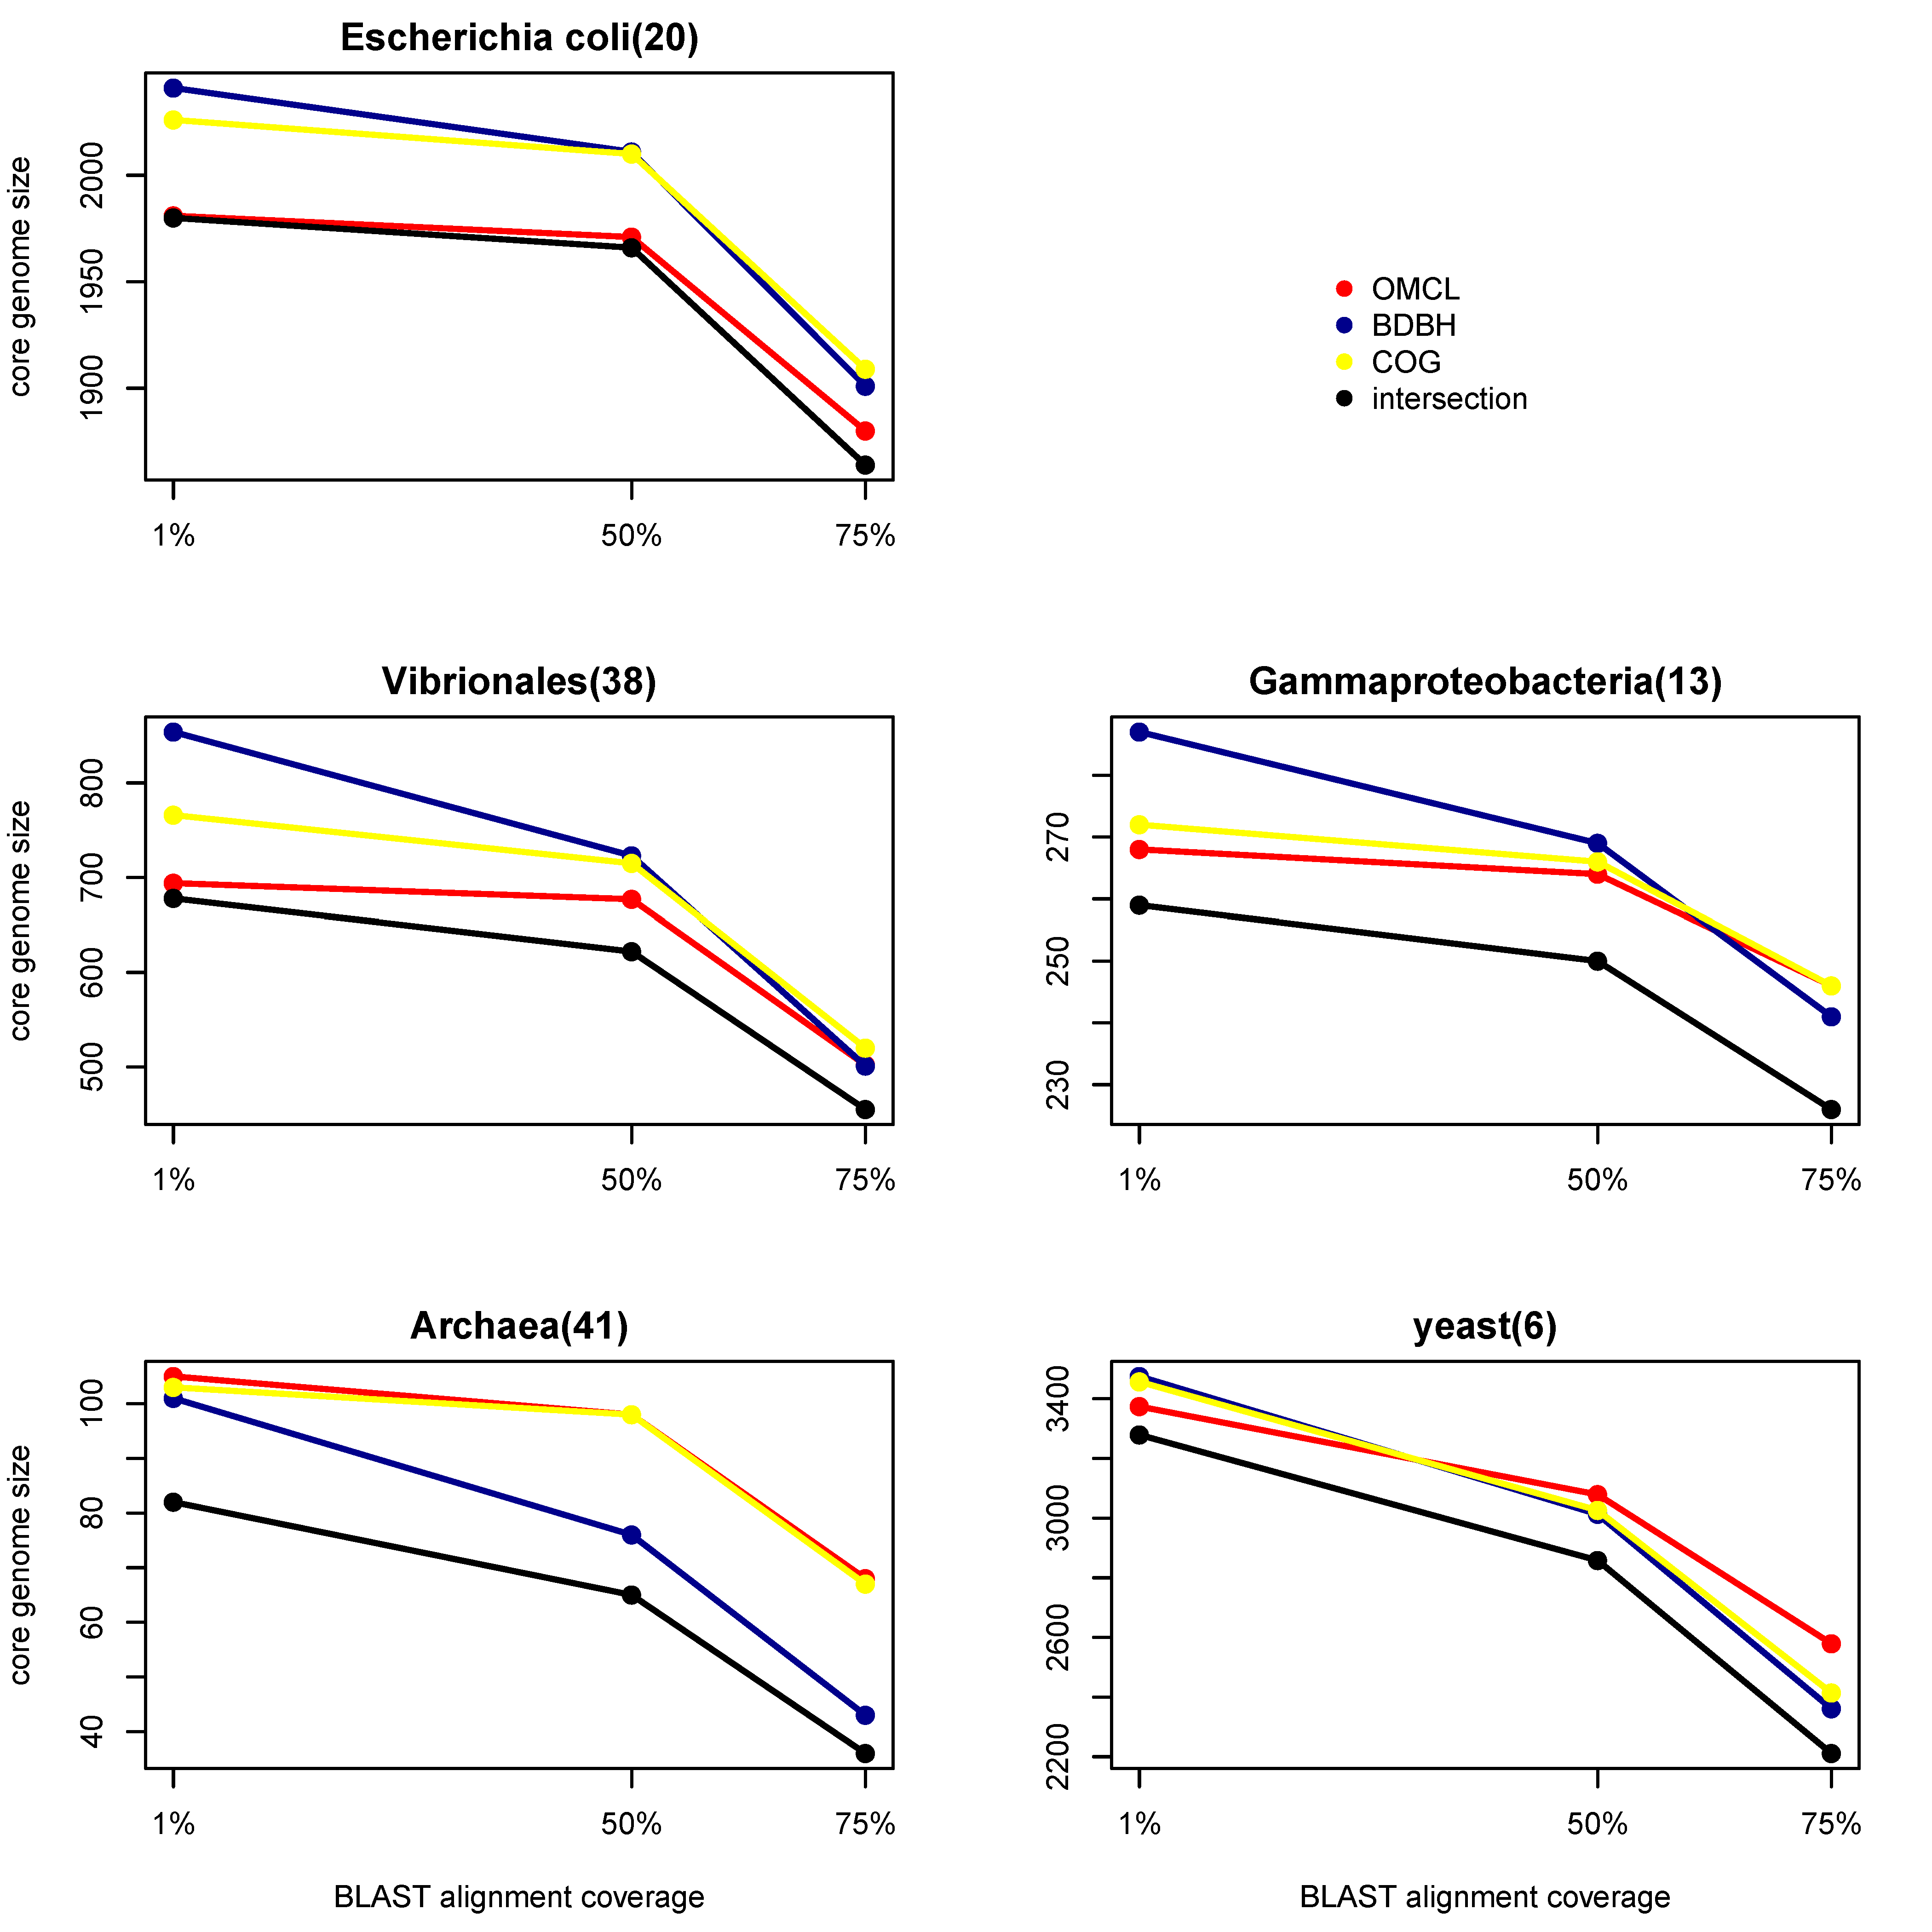 Escherichia coli(20)
core genome size
2000
1950
1900
1%
50%
75%
OMCL
BDBH
COG
intersection
Vibrionales(38)
core genome size
800
700
600
500
1%
50%
75%
Gammaproteobacteria(13)
270
250
230
1%
50%
75%
Archaea(41)
core genome size
100
80
60
40
1%
50%
75%
BLAST alignment coverage
yeast(6)
3400
3000
2600
2200
1%
50%
75%
BLAST alignment coverage